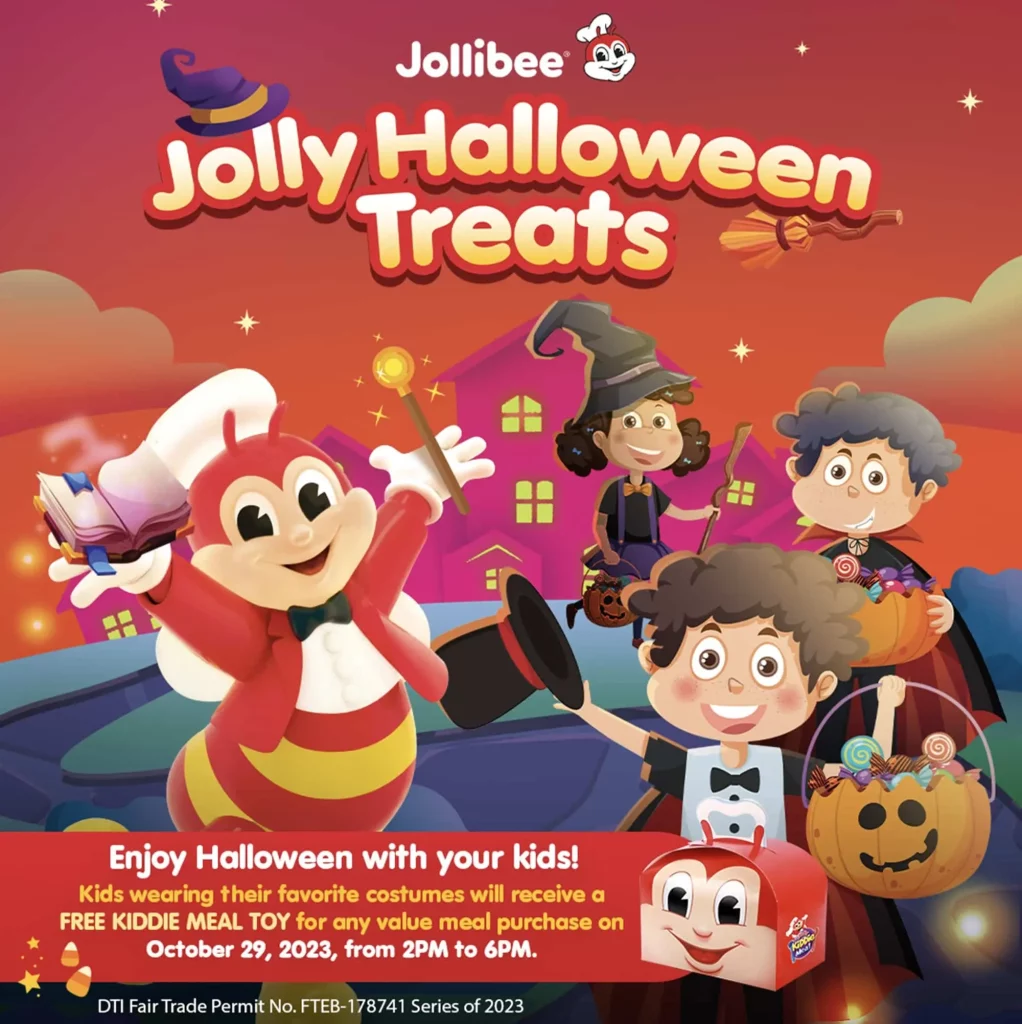 Jollibee®
Jolly Halloween
Treats
Enjoy Halloween with your kids!
Kids wearing their favorite costumes will receive a
FREE KIDDIE MEAL TOY for any value meal purchase on
October 29, 2023, from 2PM to 6PM.
Kiddie
Meal
DTI Fair Trade Permit No. FTEB-178741 Series of 2023